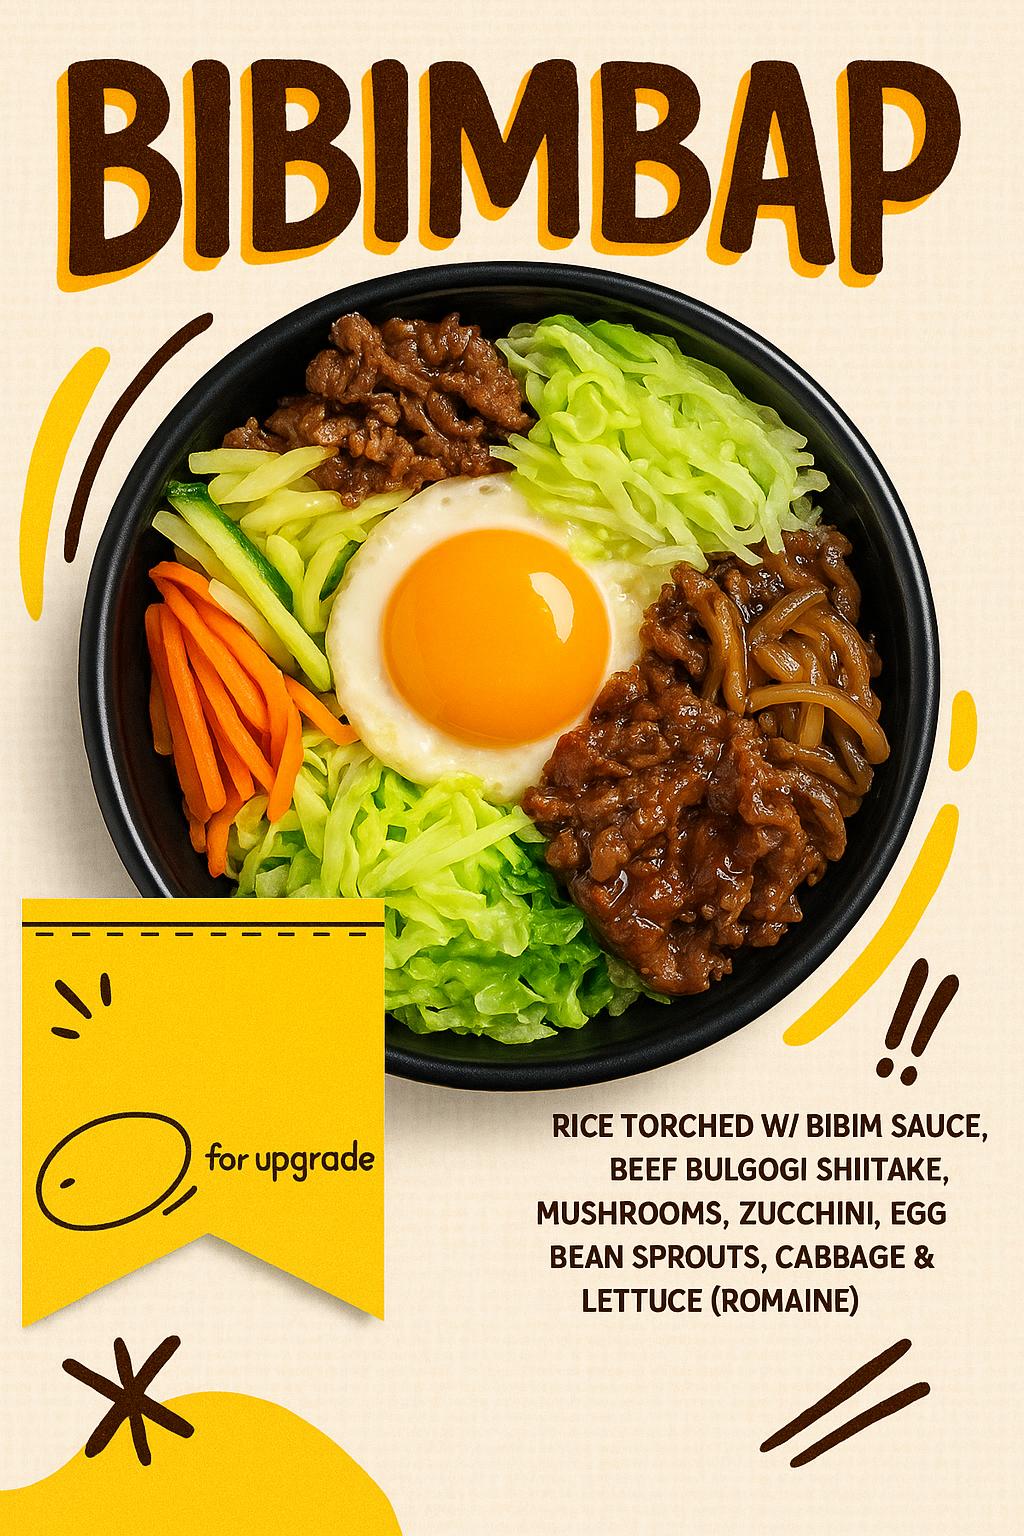 BIBIMBAP
for upgrade
RICE TORCHED W/ BIBIM SAUCE,
BEEF BULGOGI SHIITAKE,
MUSHROOMS, ZUCCHINI, EGG
BEAN SPROUTS, CABBAGE &
LETTUCE (ROMAINE)